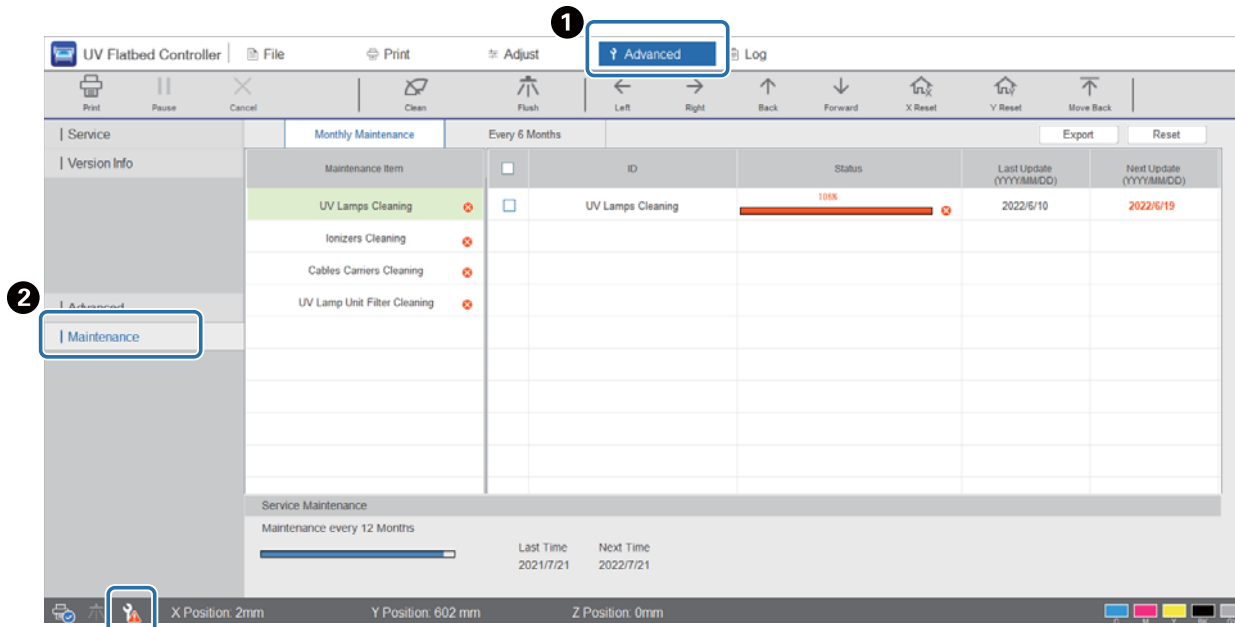 1
UV Flatbed Controller File Print Adjust Advanced Log
Print Pause Cancel Clean Flush Left Right Back Forward X Reset Y Reset Move Back
Service Monthly Maintenance Every 6 Months Export Reset
Version Info Maintenance Item ID Status Last Update Next Update
(YYYY/MM/DD) (YYYY/MM/DD)
106%
UV Lamps Cleaning UV Lamps Cleaning 2022/6/10 2022/6/19
Ionizers Cleaning
Cables Carriers Cleaning
2
Advanced UV Lamp Unit Filter Cleaning
Maintenance
Service Maintenance
Maintenance every 12 Months
Last Time Next Time
2021/7/21 2022/7/21
X Position: 2mm Y Position: 602 mm Z Position: 0mm
C M Y BK